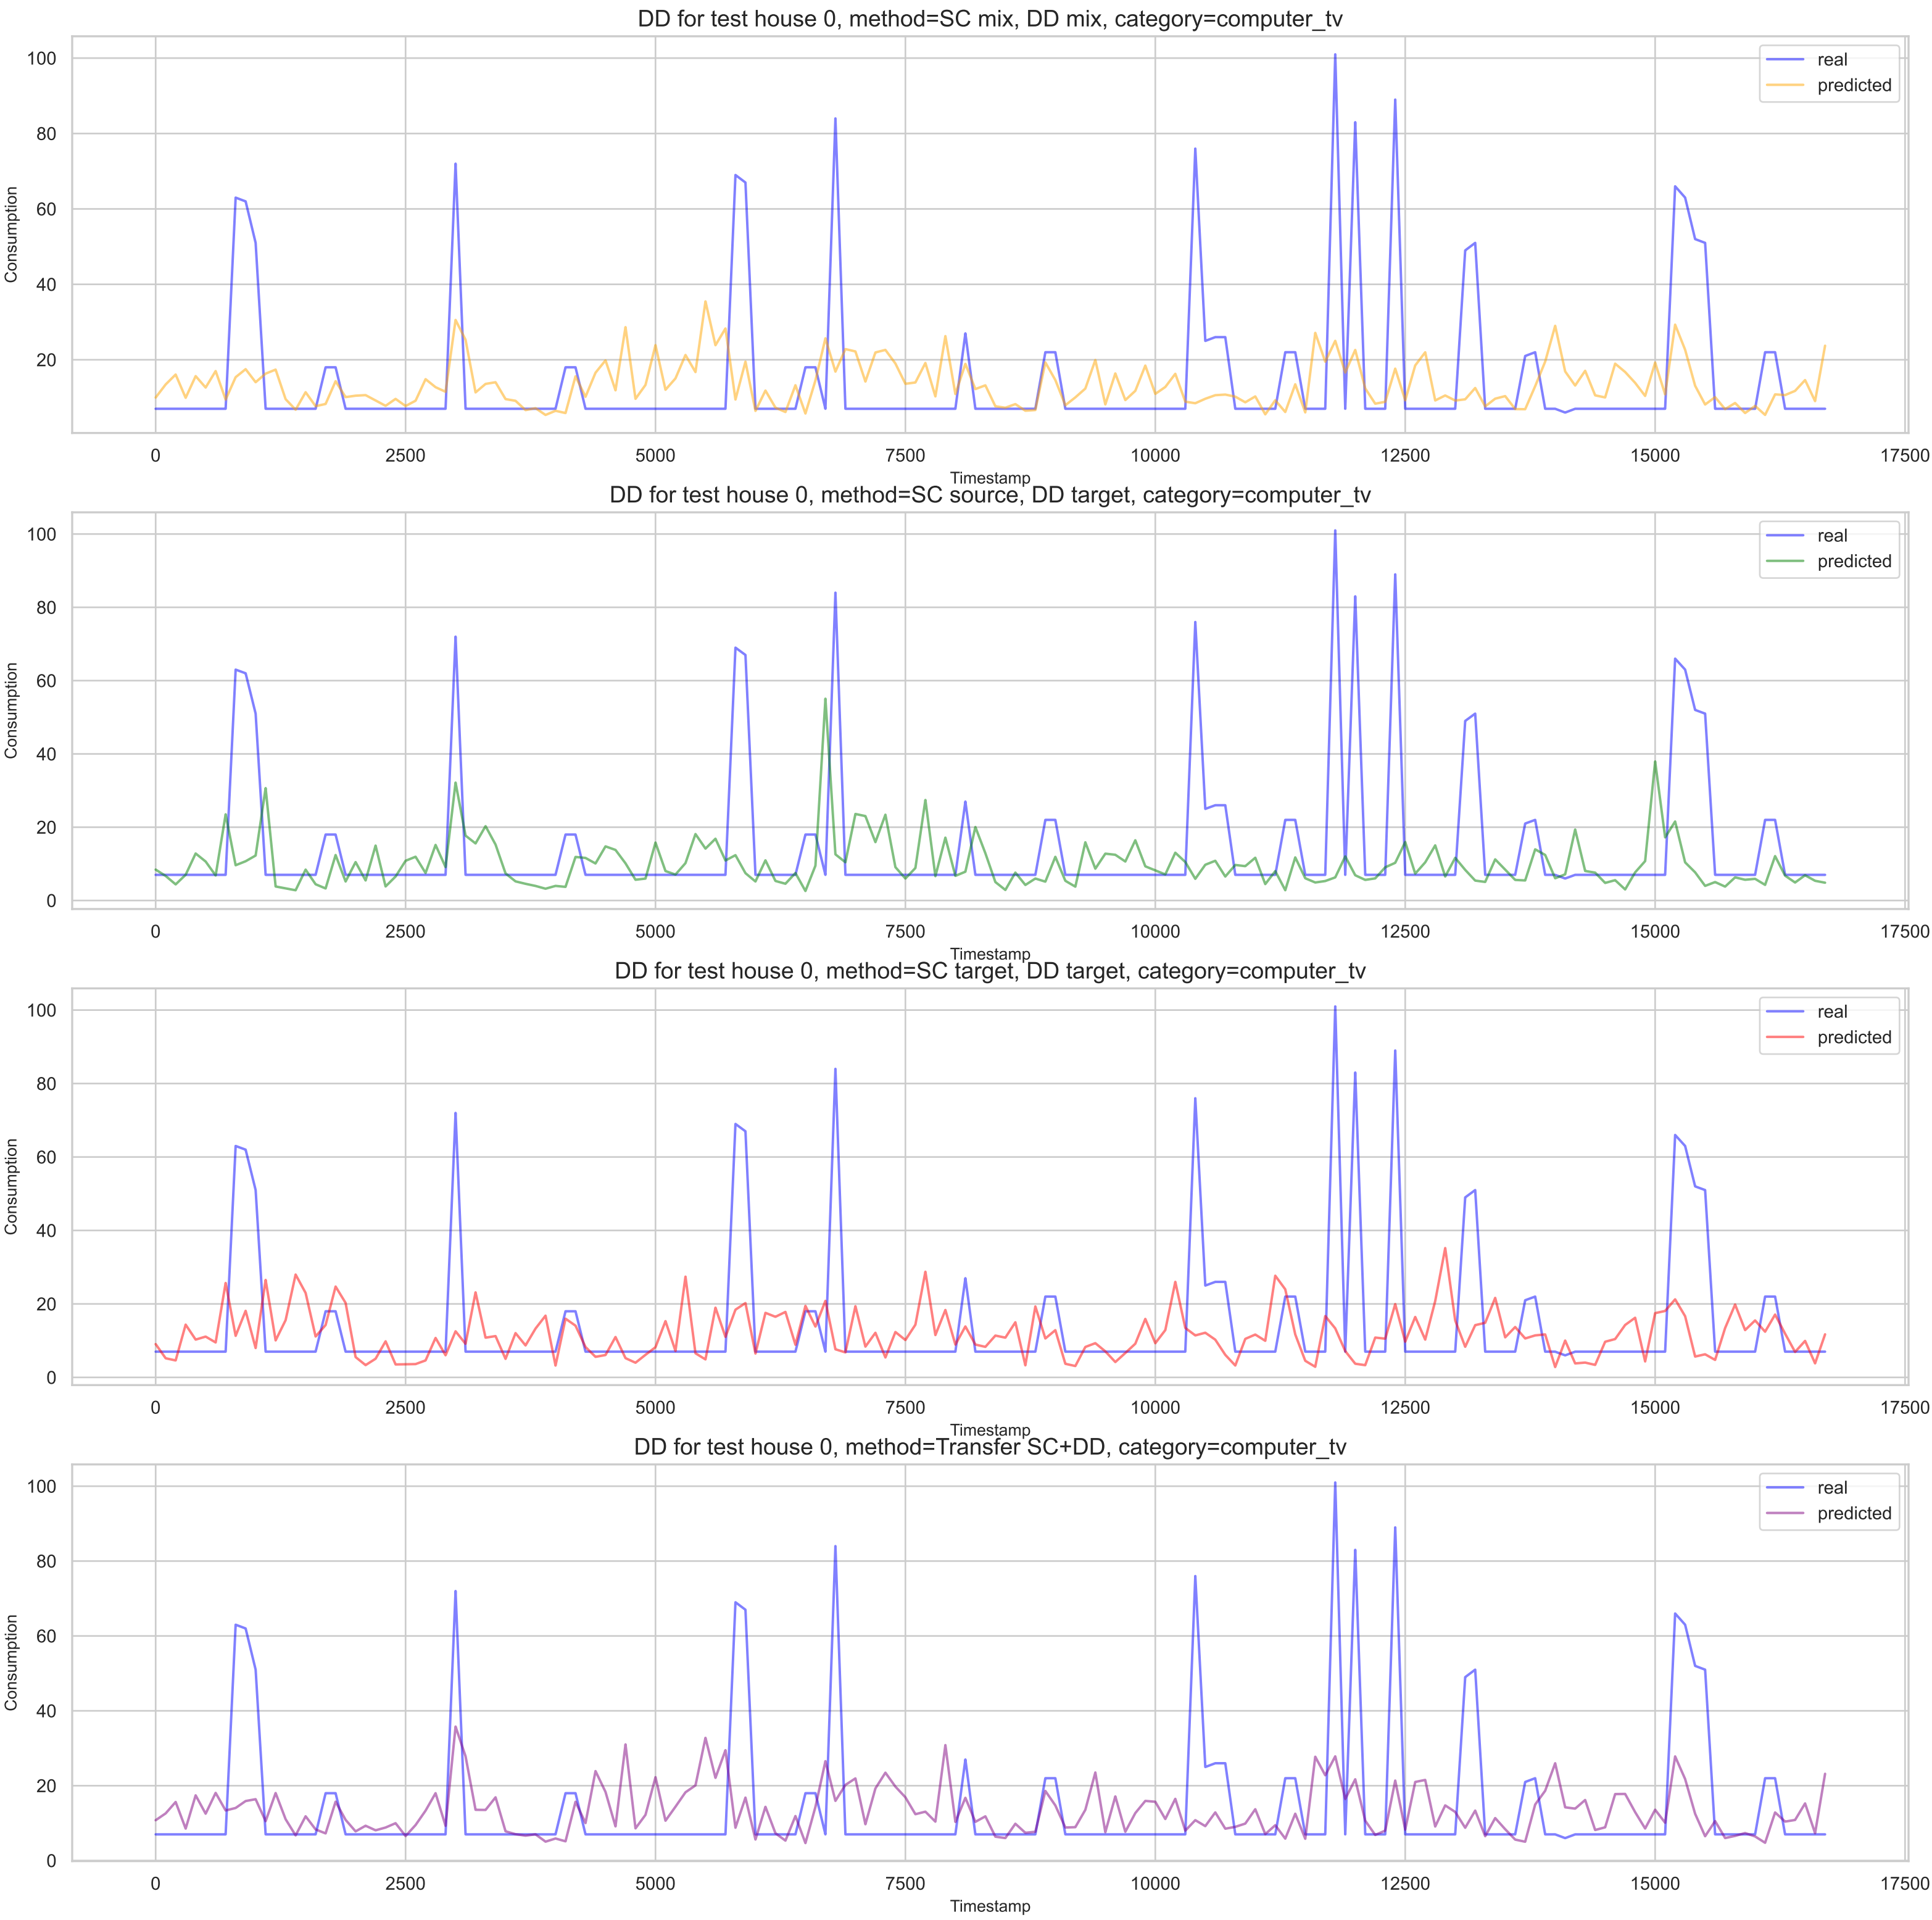 DD for test house 0, method=SC mix, DD mix, category=computer_tv
real
predicted
100
80
60
40
20
Consumption
0 2500 5000 7500 10000 12500 15000 17500
Timestamp
DD for test house 0, method=SC source, DD target, category=computer_tv
real
predicted
100
80
60
40
20
0
Consumption
0 2500 5000 7500 10000 12500 15000 17500
Timestamp
DD for test house 0, method=SC target, DD target, category=computer_tv
real
predicted
100
80
60
40
20
0
Consumption
0 2500 5000 7500 10000 12500 15000 17500
Timestamp
DD for test house 0, method=Transfer SC+DD, category=computer_tv
real
predicted
100
80
60
40
20
0
Consumption
0 2500 5000 7500 10000 12500 15000 17500
Timestamp